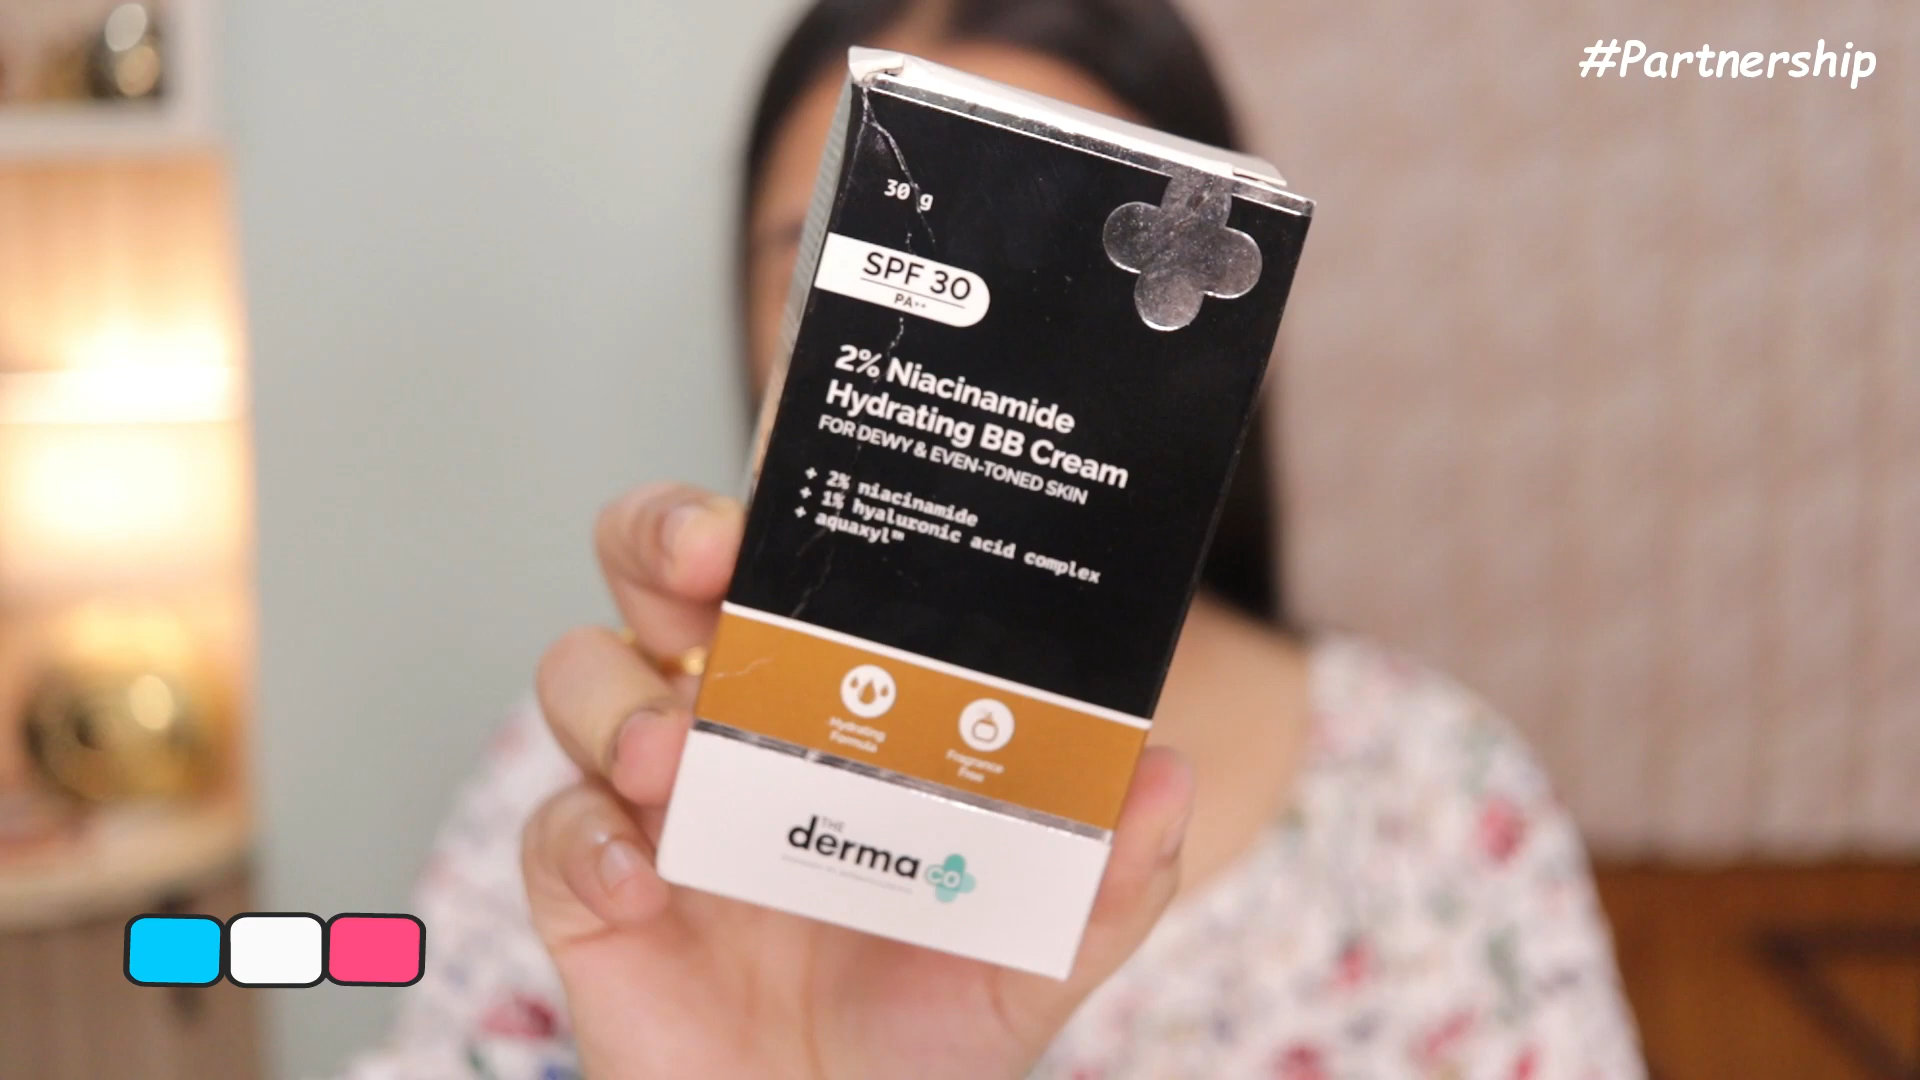 #Partnership
30 g
SPF 30
PA++
2% Niacinamide
Hydrating BB Cream
FOR DEWY & EVEN-TONED SKIN
+ 2% niacinamide
+ 1% hyaluronic acid complex
+ aquaxyl™
Hydrating
Formula
Fragrance
Free
THE
derma
co